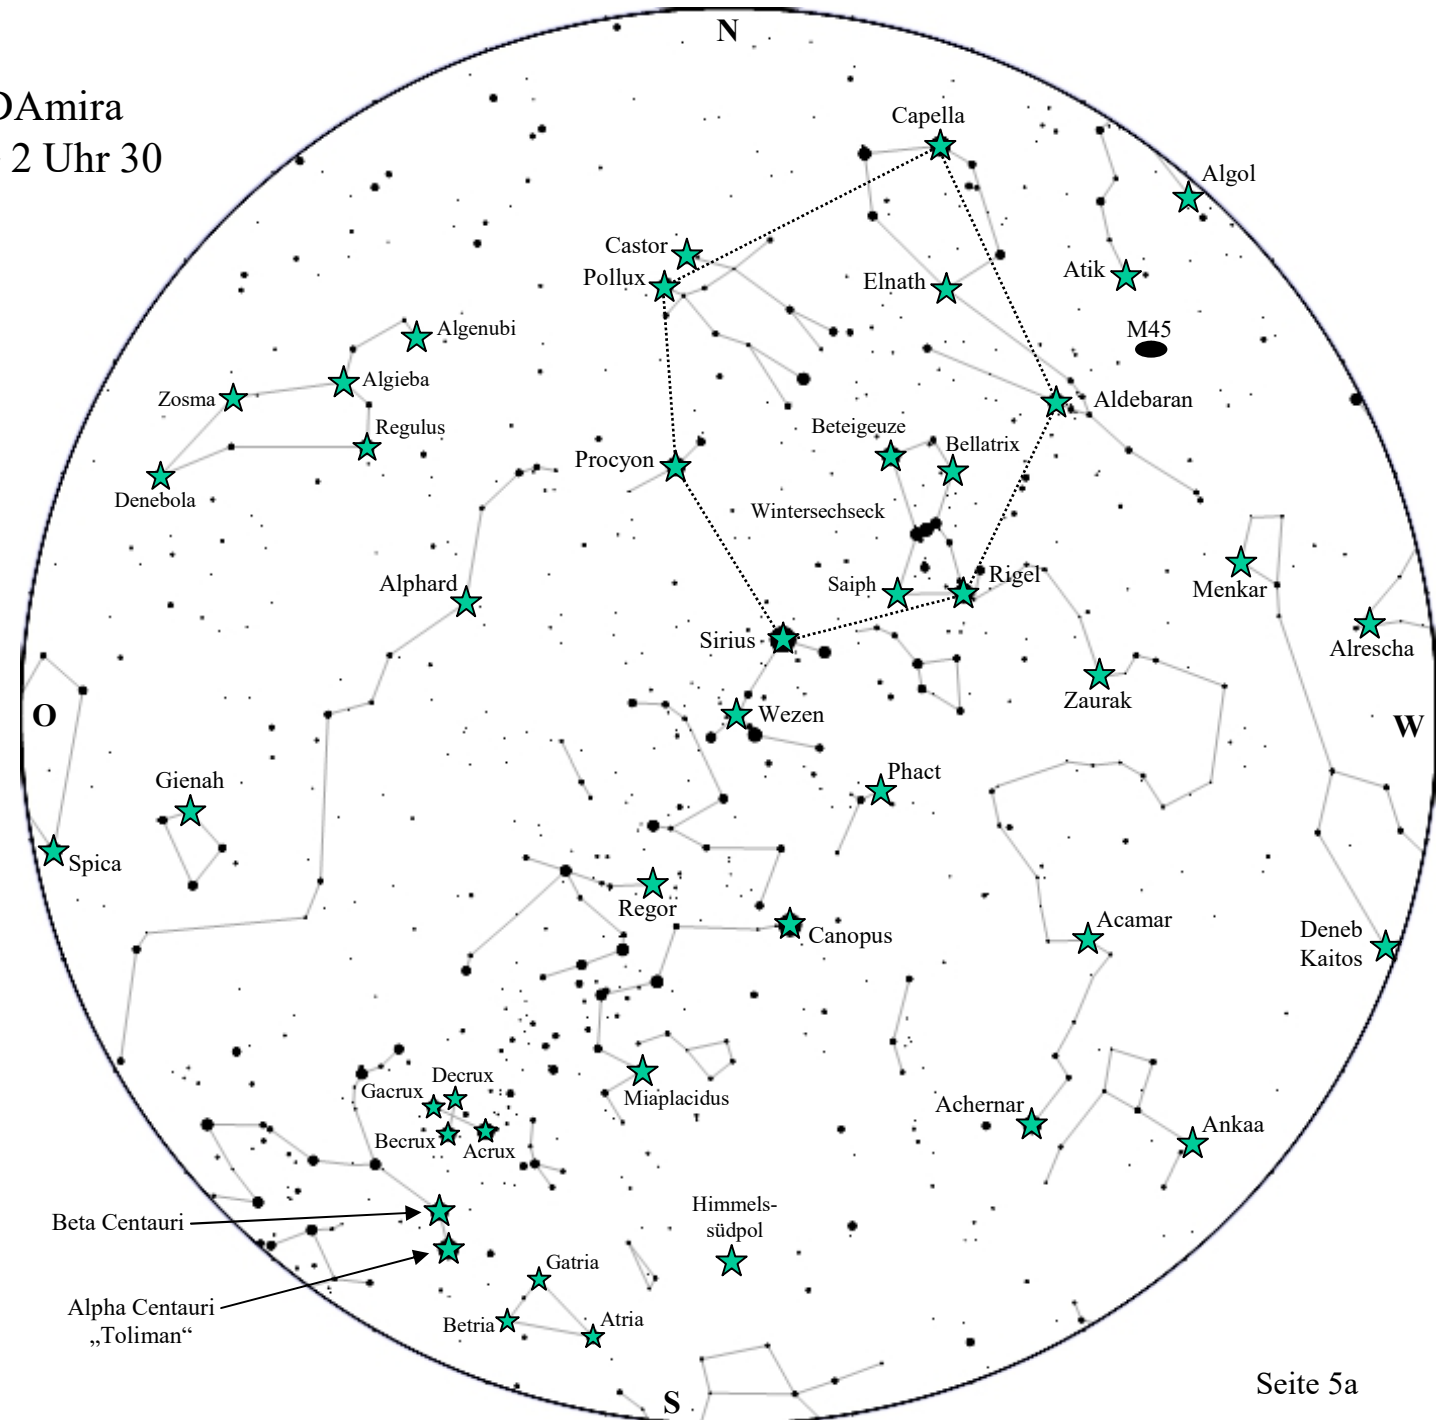 N
DAmira
2 Uhr 30
Capella
Algol
Castor
Pollux
Elnath
Atik
M45
Algenubi
Algieba
Zosma
Aldebaran
Regulus
Beteigeuze
Bellatrix
Procyon
Denebola
Wintersechseck
Alphard
Saiph
Rigel
Menkar
Sirius
Alrescha
Zaurak
O
Wezen
W
Gienah
Phact
Spica
Regor
Canopus
Acamar
Deneb
Kaitos
Decrux
Gacrux
Miaplacidus
Achernar
Becrux
Acrux
Ankaa
Beta Centauri
Himmels-
südpol
Gatria
Alpha Centauri
„Toliman“
Betria
Atria
Seite 5a
S